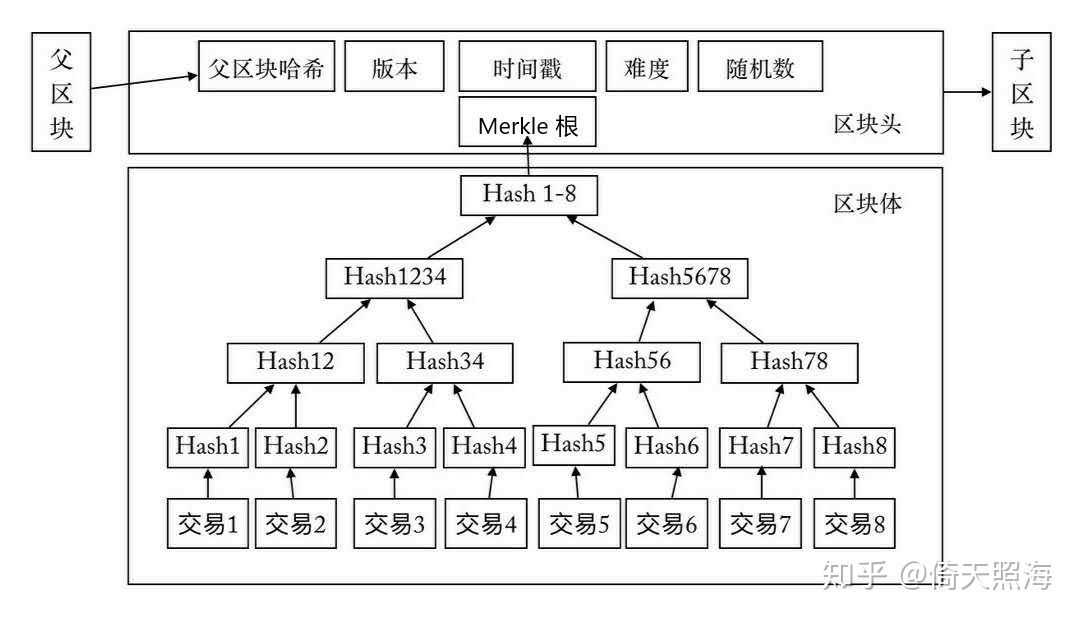 父区块
父区块哈希 版本 时间戳 难度 随机数
子区块
Merkle 根
区块头
Hash 1-8
区块体
Hash1234 Hash5678
Hash12 Hash34 Hash56 Hash78
Hash1 Hash2 Hash3 Hash4 Hash5 Hash6 Hash7 Hash8
交易1 交易2 交易3 交易4 交易5 交易6 交易7 交易8
知乎 @倚天照海